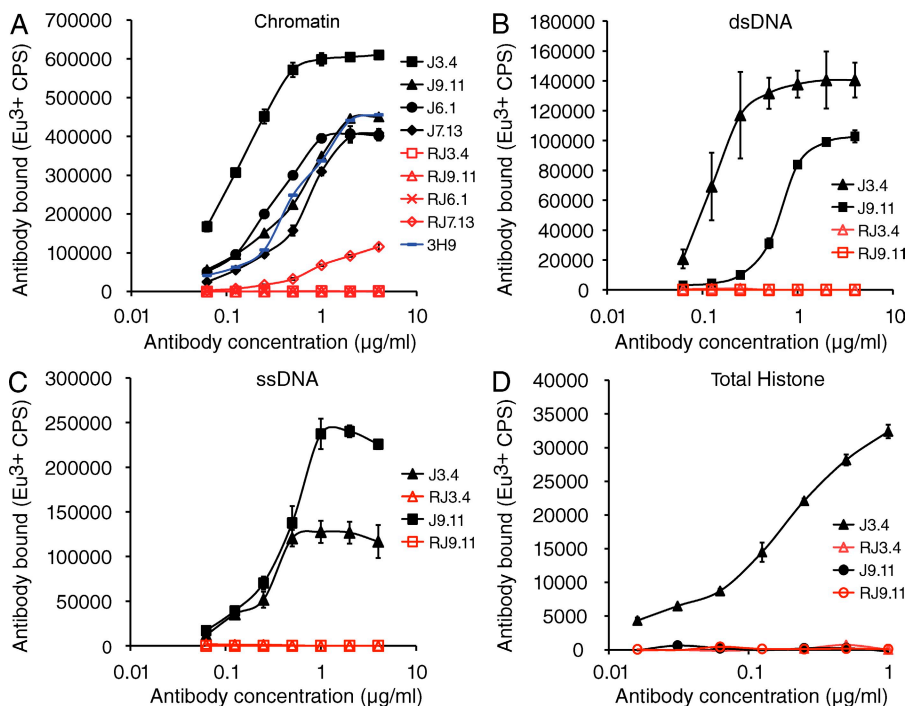 A
Chromatin
Antibody bound (Eu3+ CPS)
700000
600000
500000
400000
300000
200000
100000
0
0.01
0.1
1
10
Antibody concentration (µg/ml)
J3.4
J9.11
J6.1
J7.13
RJ3.4
RJ9.11
RJ6.1
RJ7.13
3H9
B
dsDNA
Antibody bound (Eu3+ CPS)
180000
160000
140000
120000
100000
80000
60000
40000
20000
0
0.01
0.1
1
10
Antibody concentration (µg/ml)
J3.4
J9.11
RJ3.4
RJ9.11
C
ssDNA
Antibody bound (Eu3+ CPS)
300000
250000
200000
150000
100000
50000
0
0.01
0.1
1
10
Antibody concentration (µg/ml)
J3.4
RJ3.4
J9.11
RJ9.11
D
Total Histone
Antibody bound (Eu3+ CPS)
40000
35000
30000
25000
20000
15000
10000
5000
0
0.01
0.1
1
Antibody concentration (µg/ml)
J3.4
RJ3.4
J9.11
RJ9.11